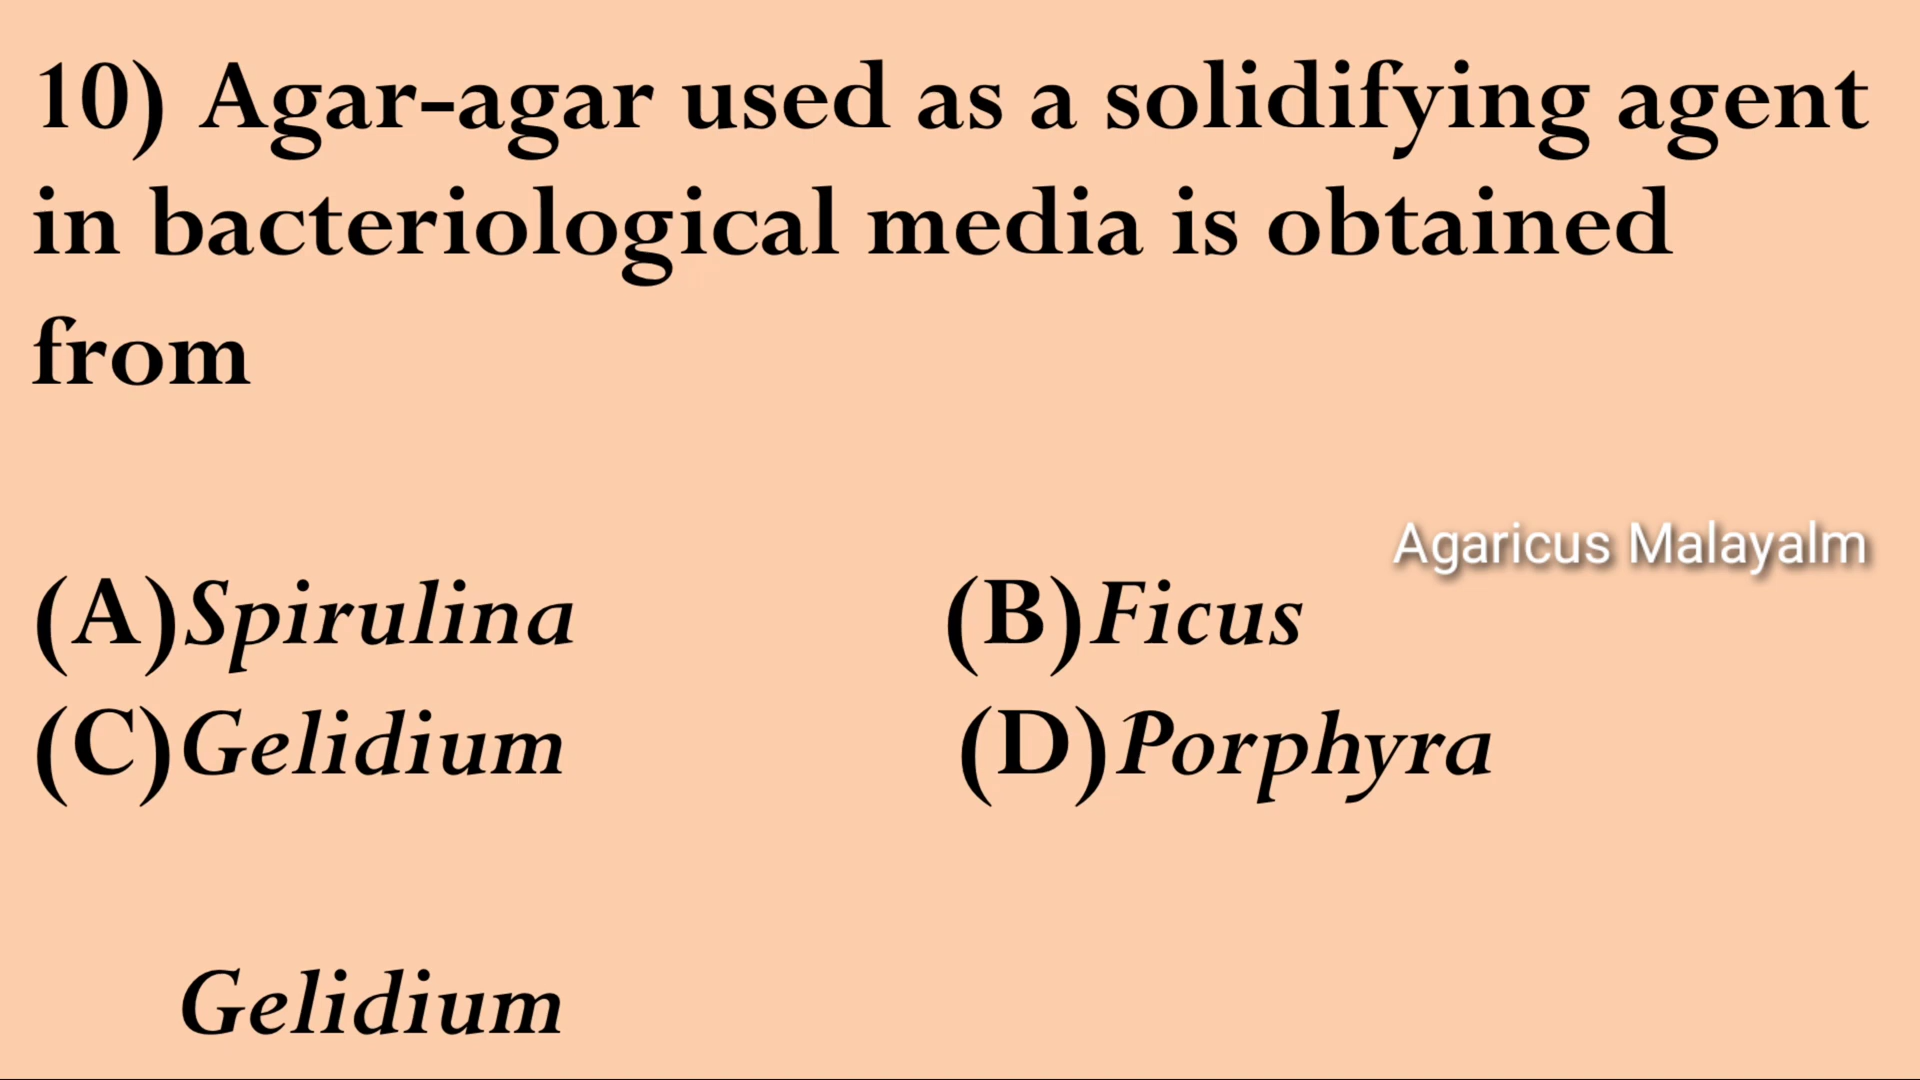 10) Agar-agar used as a solidifying agent
in bacteriological media is obtained
from
Agaricus Malayalm
(A)Spirulina (B)Ficus
(C)Gelidium (D)Porphyra
Gelidium